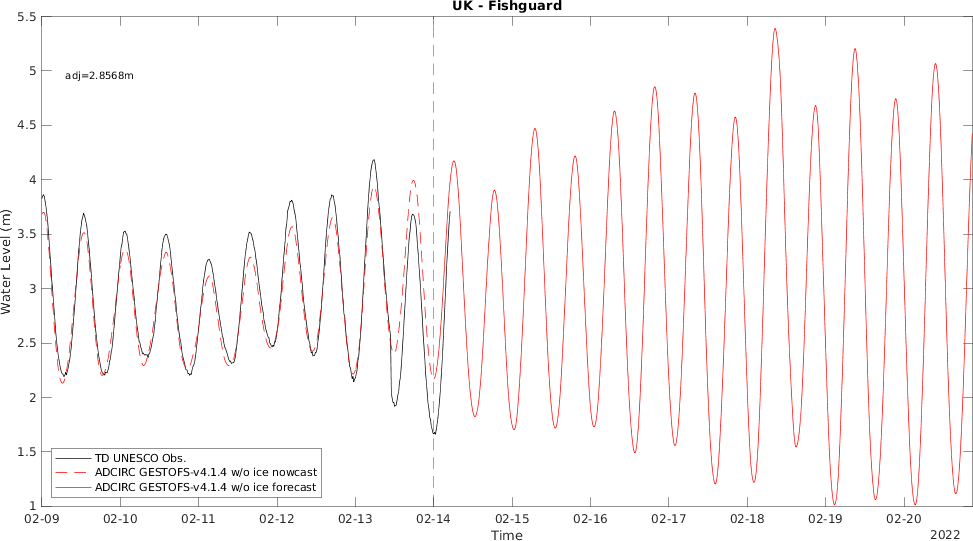 UK - Fishguard
5.5
5
4.5
4
3.5
3
2.5
2
1.5
1
Water Level (m)
adj=2.8568m
TD UNESCO Obs.
ADCIRC GESTOFS-v4.1.4 w/o ice nowcast
ADCIRC GESTOFS-v4.1.4 w/o ice forecast
02-09 02-10 02-11 02-12 02-13 02-14 02-15 02-16 02-17 02-18 02-19 02-20
Time
2022